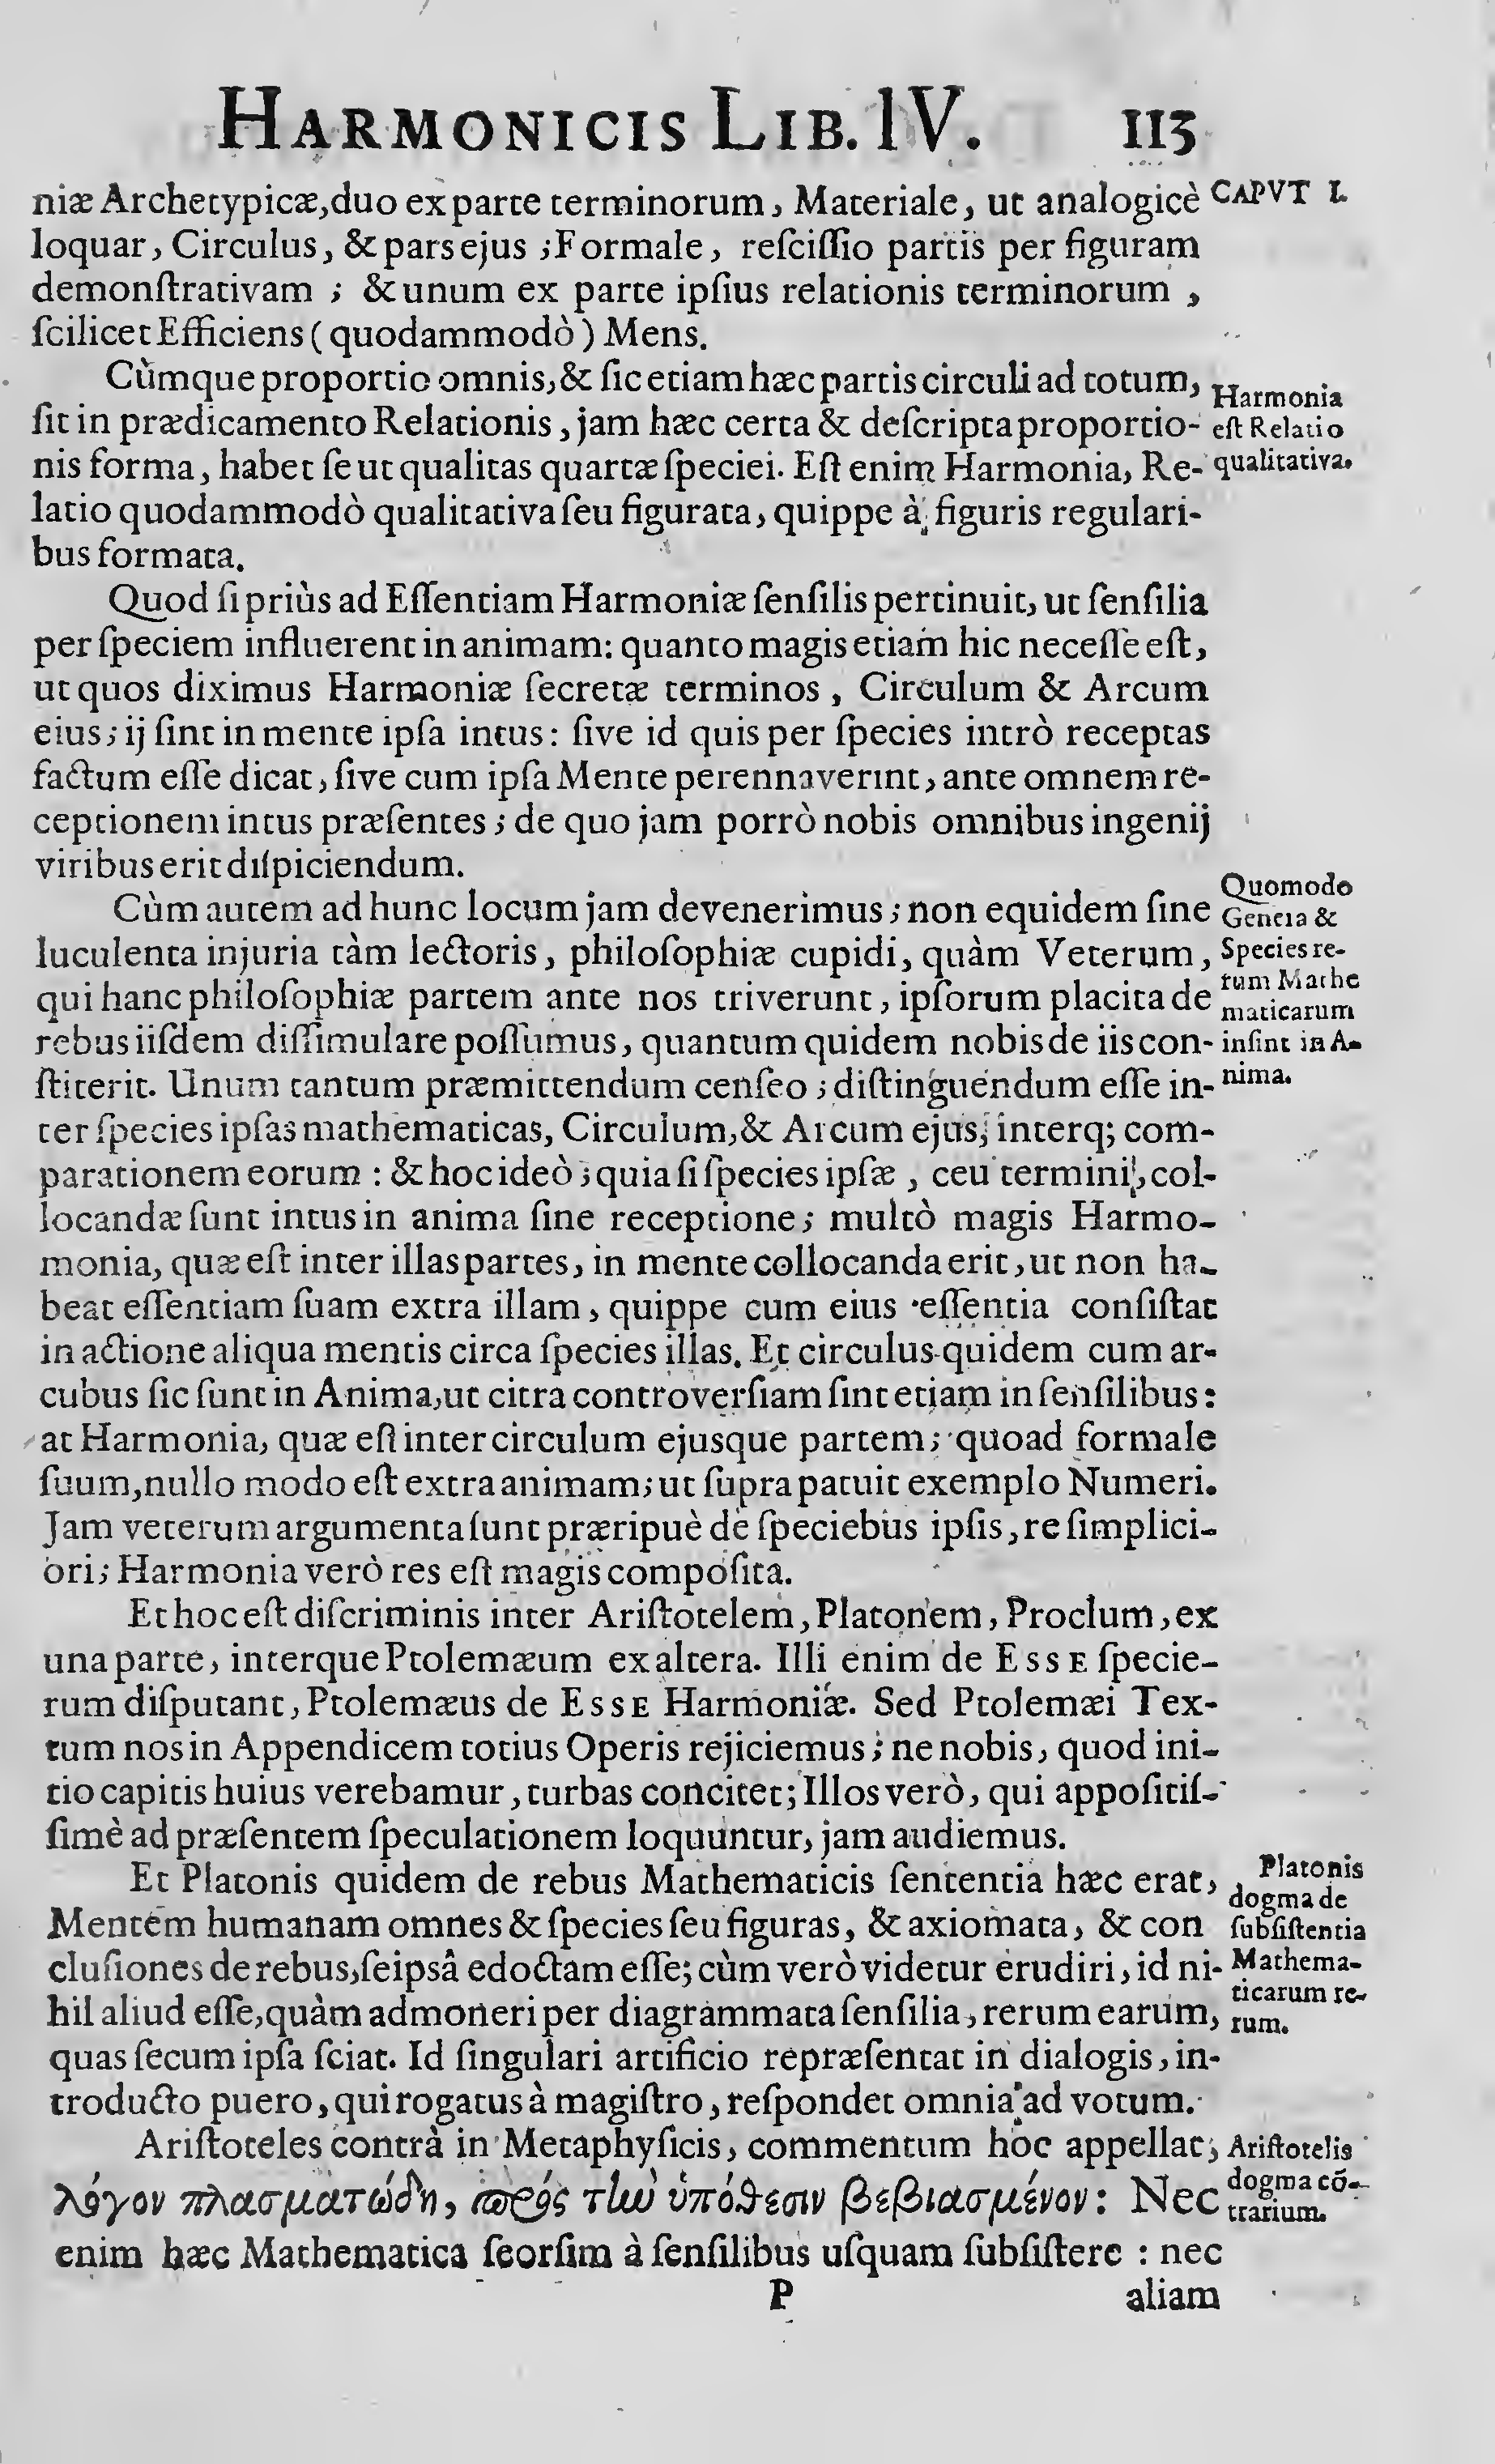 HARMONICIS LIB. IV. 113
CAPVT I.
niæ Archetypicæ, duo ex parte terminorum, Materiale, ut analogicè
loquar, Circulus, & pars ejus; Formale, reſciſſio partis per figuram
demonſtrativam; & unum ex parte ipſius relationis terminorum,
ſcilicet Efficiens (quodammodò) Mens.
Cùmque proportio omnis, & ſic etiam hæc partis circuli ad totum,
ſit in prædicamento Relationis, jam hæc certa & deſcripta proportio-
nis forma, habet ſe ut qualitas quartæ ſpeciei. Eſt enim Harmonia, Re-
latio quodammodò qualitativa ſeu figurata, quippe à figuris regulari-
bus formata.
Harmonia
eſt Relatio
qualitativa.
Quod ſi priùs ad Eſſentiam Harmoniæ ſenſilis pertinuit, ut ſenſilia
per ſpeciem influerent in animam: quanto magis etiam hic neceſſe eſt,
ut quos diximus Harmoniæ ſecretæ terminos, Circulum & Arcum
eius; ij ſint in mente ipſa intus: ſive id quis per ſpecies intrò receptas
factum eſſe dicat, ſive cum ipſa Mente perennaverint, ante omnem re-
ceptionem intus præſentes; de quo jam porrò nobis omnibus ingenij
viribus erit diſpiciendum.
Cùm autem ad hunc locum jam devenerimus; non equidem ſine
luculenta injuria tàm lectoris, philoſophiæ cupidi, quàm Veterum,
qui hanc philoſophiæ partem ante nos triverunt, ipſorum placita de
rebus iiſdem diſſimulare poſſumus, quantum quidem nobis de iis con-
ſtiterit. Unum tantum præmittendum cenſeo; diſtinguendum eſſe in-
ter ſpecies ipſas mathematicas, Circulum, & Arcum ejus, interq; com-
parationem eorum: & hoc ideò; quia ſi ſpecies ipſæ, ceu termini, col-
locandæ ſunt intus in anima ſine receptione; multò magis Harmo-
monia, quæ eſt inter illas partes, in mente collocanda erit, ut non ha-
beat eſſentiam ſuam extra illam, quippe cum eius eſſentia conſiſtat
in actione aliqua mentis circa ſpecies illas. Et circulus quidem cum ar-
cubus ſic ſunt in Anima, ut citra controverſiam ſint etiam in ſenſilibus:
at Harmonia, quæ eſt inter circulum ejusque partem; quoad formale
ſuum, nullo modo eſt extra animam; ut ſupra patuit exemplo Numeri.
Jam veterum argumenta ſunt præripuè de ſpeciebus ipſis, re ſimplici-
ori; Harmonia verò res eſt magis compoſita.
Quomodo
Genera &
Species re-
rum Mathe
maticarum
inſint in A-
nima.
Et hoc eſt diſcriminis inter Ariſtotelem, Platonem, Proclum, ex
una parte, interque Ptolemæum ex altera. Illi enim de ESSE ſpecie-
rum diſputant, Ptolemæus de ESSE Harmoniæ. Sed Ptolemæi Tex-
tum nos in Appendicem totius Operis rejiciemus; ne nobis, quod ini-
tio capitis huius verebamur, turbas concitet; Illos verò, qui appoſitiſ-
ſimè ad præſentem ſpeculationem loquuntur, jam audiemus.
Et Platonis quidem de rebus Mathematicis ſententia hæc erat,
Mentem humanam omnes & ſpecies ſeu figuras, & axiomata, & con
cluſiones de rebus, ſeipsâ edoctam eſſe; cùm verò videtur erudiri, id ni-
hil aliud eſſe, quàm admoneri per diagrammata ſenſilia, rerum earum,
quas ſecum ipſa ſciat. Id ſingulari artificio repræſentat in dialogis, in-
troducto puero, qui rogatus à magiſtro, reſpondet omnia ad votum.
Platonis
dogma de
ſubſiſtentia
Mathema-
ticarum re-
rum.
Ariſtoteles contrà in Metaphyſicis, commentum hoc appellat;
λόγον πλασματώδη, πρός τὴν ὑπόθεσιν βεβιασμένον: Nec
enim hæc Mathematica ſeorſim à ſenſilibus uſquam ſubſiſtere: nec
Ariſtotelis
dogma cō-
trarium.
P aliam